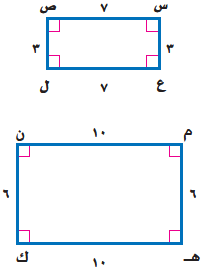 س ٧ ص
٣ ٣
ع ٧ ل
م ١٠ ن
٦ ٦
هـ ١٠ ك